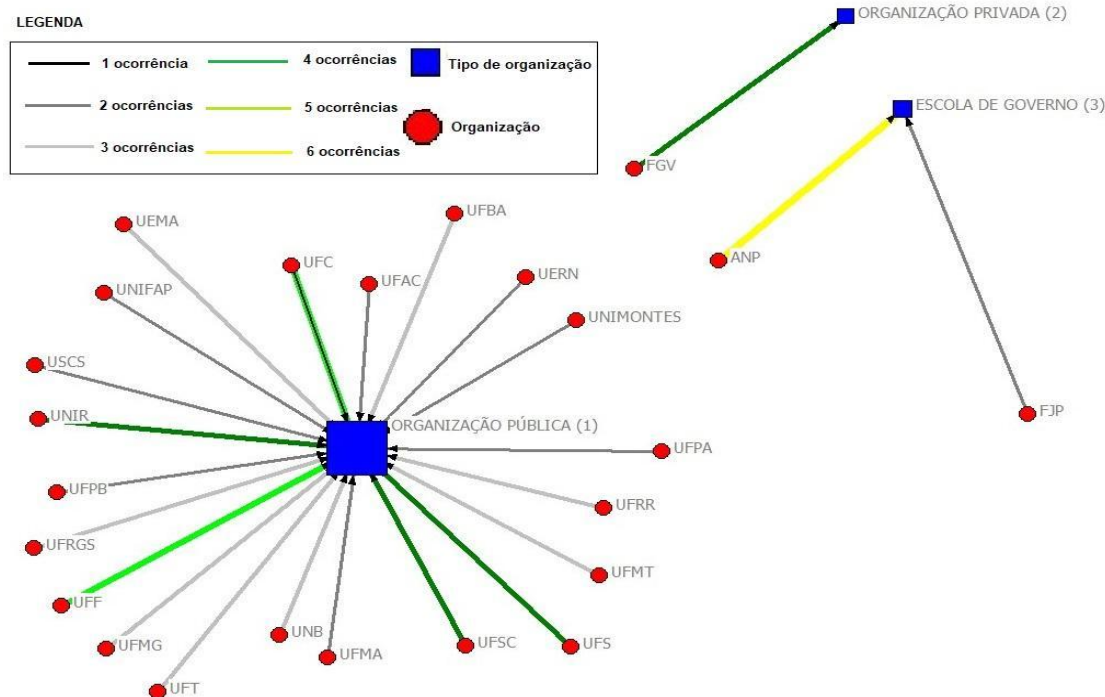 LEGENDA
1 ocorrência
4 ocorrências
Tipo de organização
2 ocorrências
5 ocorrências
Organização
3 ocorrências
6 ocorrências
ORGANIZAÇÃO PRIVADA (2)
ESCOLA DE GOVERNO (3)
FGV
ANP
FJP
UEMA
UFBA
UFC
UFAC
UERN
UNIFAP
UNIMONTES
USCS
UNIR
ORGANIZAÇÃO PÚBLICA (1)
UFPA
UFPB
UFRR
UFRGS
UFMT
UFF
UNB
UFMG
UFMA
UFSC
UFS
UFT